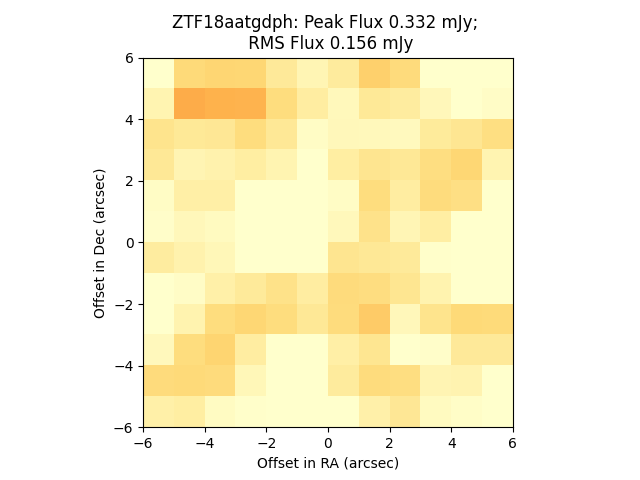 ZTF18aatgdph: Peak Flux 0.332 mJy;
RMS Flux 0.156 mJy
6
4
2
0
−2
−4
−6
Offset in Dec (arcsec)
−6 −4 −2 0 2 4 6
Offset in RA (arcsec)